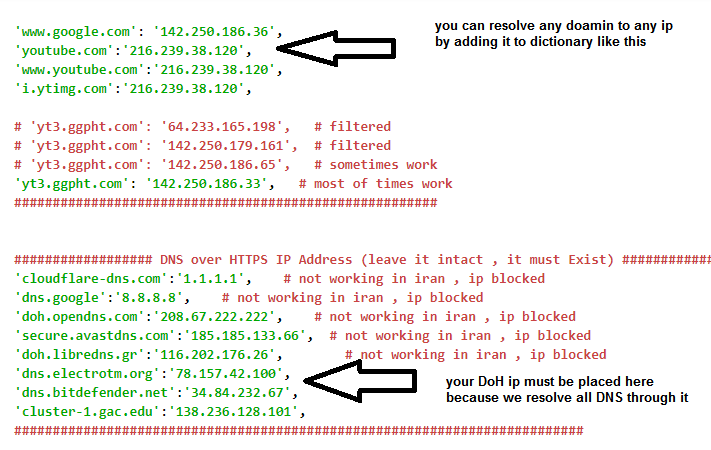 'www.google.com': '142.250.186.36',
you can resolve any doamin to any ip
by adding it to dictionary like this
'youtube.com':'216.239.38.120',
'www.youtube.com':'216.239.38.120',
'i.ytimg.com':'216.239.38.120',
# 'yt3.ggpht.com': '64.233.165.198',   # filtered
# 'yt3.ggpht.com': '142.250.179.161',  # filtered
# 'yt3.ggpht.com': '142.250.186.65',   # sometimes work
'yt3.ggpht.com': '142.250.186.33',  # most of times work
#######################################################
################## DNS over HTTPS IP Address (leave it intact , it must Exist) ############
'cloudflare-dns.com':'1.1.1.1',    # not working in iran , ip blocked
'dns.google':'8.8.8.8',    # not working in iran , ip blocked
'doh.opendns.com':'208.67.222.222',    # not working in iran , ip blocked
'secure.avastdns.com':'185.185.133.66',  # not working in iran , ip blocked
'doh.libredns.gr':'116.202.176.26',        # not working in iran , ip blocked
'dns.electrotm.org':'78.157.42.100',
'dns.bitdefender.net':'34.84.232.67',
'cluster-1.gac.edu':'138.236.128.101',
your DoH ip must be placed here
because we resolve all DNS through it
##########################################################################